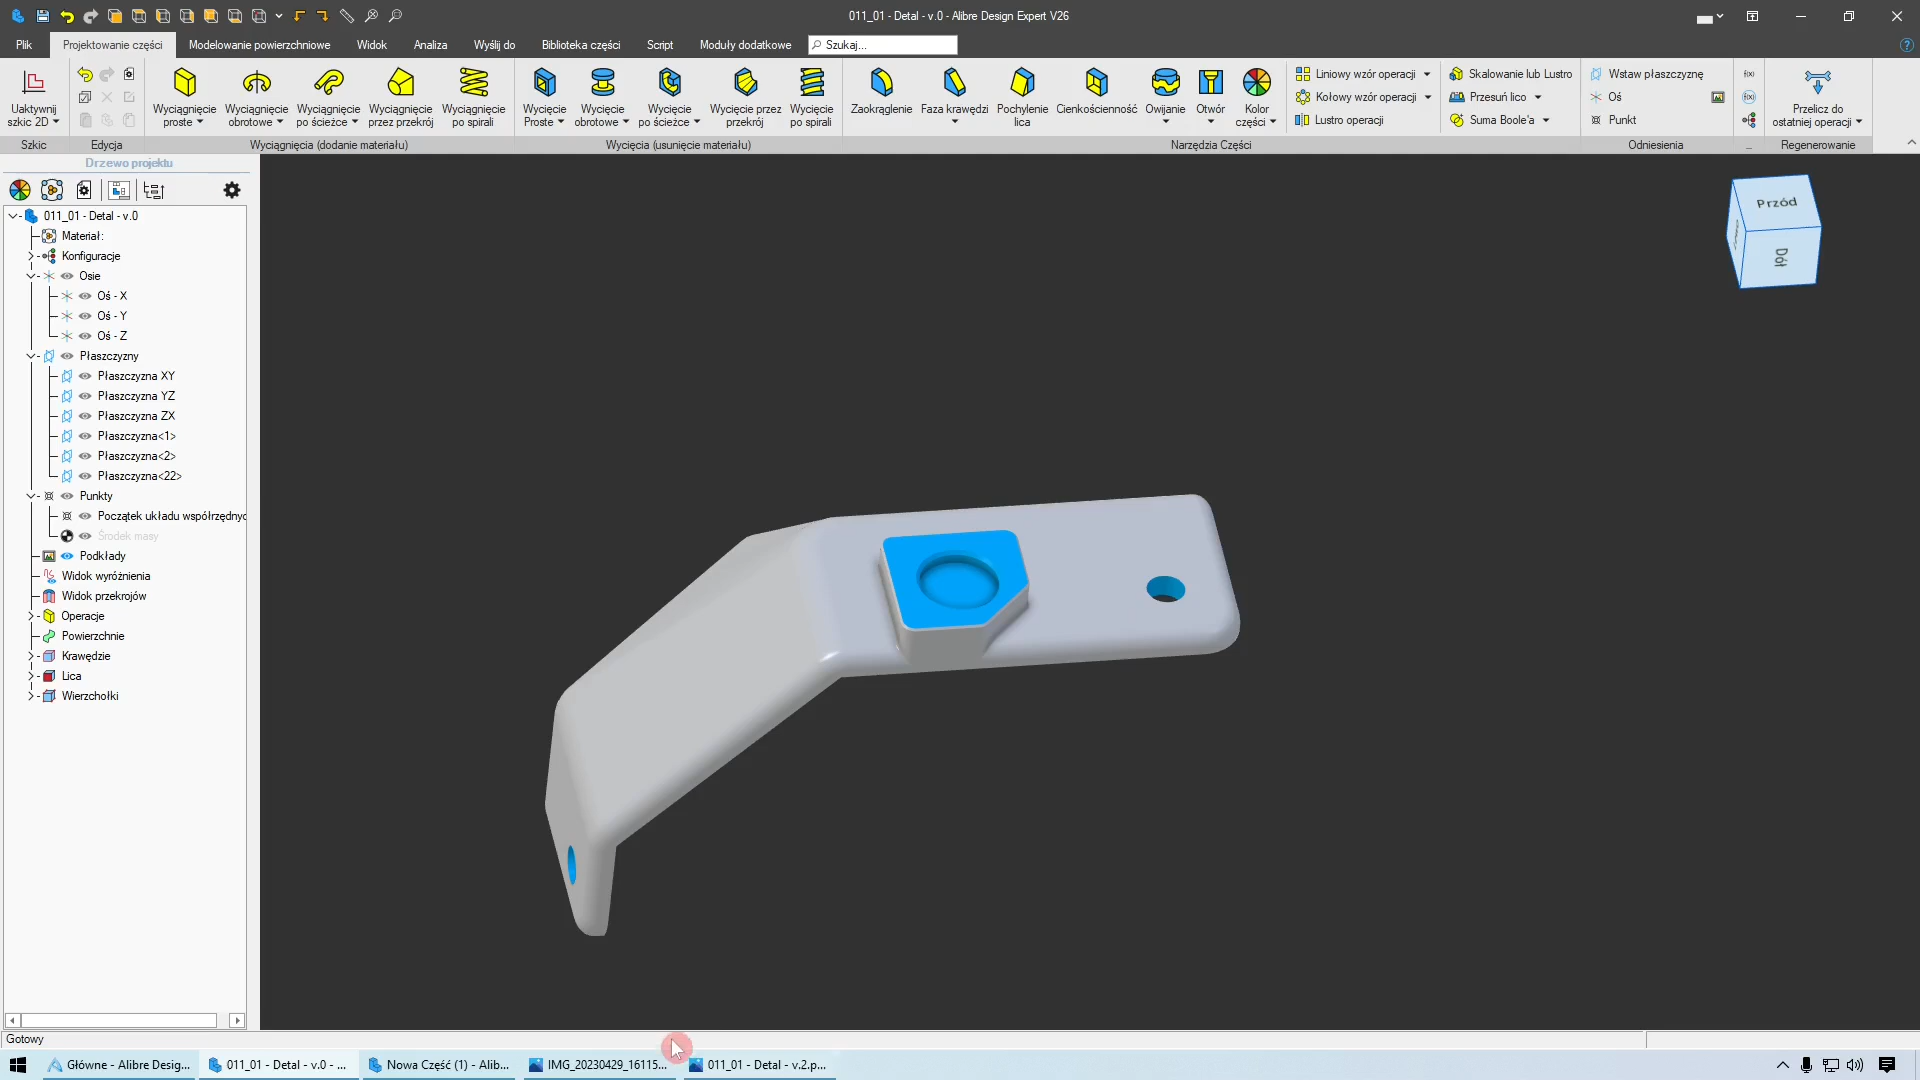 011_01 - Detal - v.0 - Alibre Design Expert V26
Plik
Projektowanie części
Modelowanie powierzchniowe
Widok
Analiza
Wyślij do
Biblioteka części
Script
Moduły dodatkowe
Szukaj...
Uaktywnij
szkic 2D
Wyciągnięcie
proste
Wyciągnięcie
obrotowe
Wyciągnięcie
po ścieżce
Wyciągnięcie
przez przekrój
Wyciągnięcie
po spirali
Wycięcie
Proste
Wycięcie
obrotowe
Wycięcie
po ścieżce
Wycięcie przez
przekrój
Wycięcie
po spirali
Zaokrąglenie
Faza krawędzi
Pochylenie
lica
Cienkościenność
Owijanie
Otwór
Kolor
części
Liniowy wzór operacji
Kołowy wzór operacji
Lustro operacji
Skalowanie lub Lustro
Przesuń lico
Suma Boole'a
Wstaw płaszczyznę
Oś
Punkt
Przelicz do
ostatniej operacji
Szkic
Edycja
Wyciągnięcia (dodanie materiału)
Wycięcia (usunięcie materiału)
Narzędzia Części
Odniesienia
...
Regenerowanie
Drzewo projektu
011_01 - Detal - v.0
Materiał:
Konfiguracje
Osie
Oś - X
Oś - Y
Oś - Z
Płaszczyzny
Płaszczyzna XY
Płaszczyzna YZ
Płaszczyzna ZX
Płaszczyzna<1>
Płaszczyzna<2>
Płaszczyzna<22>
Punkty
Początek układu współrzędnyc
Środek masy
Podkłady
Widok wyróżnienia
Widok przekrojów
Operacje
Powierzchnie
Krawędzie
Lica
Wierzchołki
Przód
Dół
Gotowy
Główne - Alibre Desig...
011_01 - Detal - v.0 - ...
Nowa Część (1) - Alib...
IMG_20230429_16115...
011_01 - Detal - v.2.p...